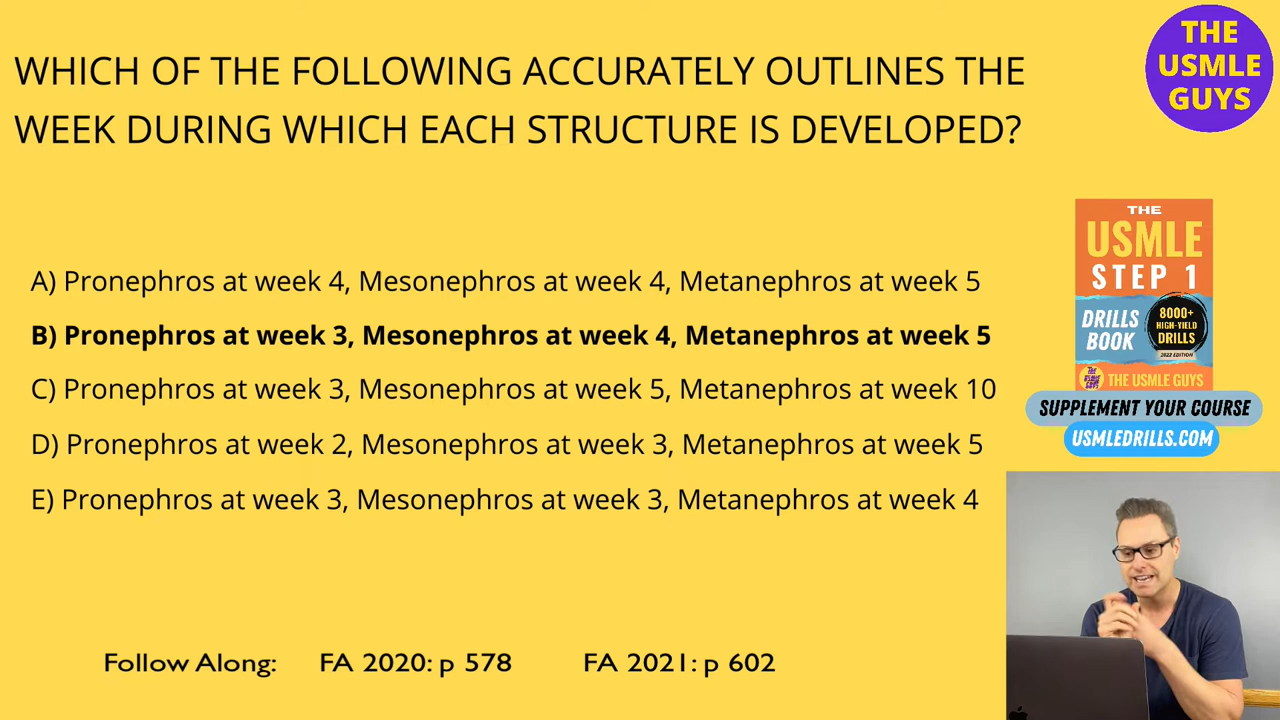 WHICH OF THE FOLLOWING ACCURATELY OUTLINES THE
WEEK DURING WHICH EACH STRUCTURE IS DEVELOPED?
THE
USMLE
GUYS
A) Pronephros at week 4, Mesonephros at week 4, Metanephros at week 5
B) Pronephros at week 3, Mesonephros at week 4, Metanephros at week 5
C) Pronephros at week 3, Mesonephros at week 5, Metanephros at week 10
D) Pronephros at week 2, Mesonephros at week 3, Metanephros at week 5
E) Pronephros at week 3, Mesonephros at week 3, Metanephros at week 4
THE
USMLE
STEP 1
DRILLS
BOOK
8000+
HIGH-YIELD
DRILLS
2022 EDITION
THE USMLE GUYS
THE USMLE GUYS
SUPPLEMENT YOUR COURSE
USMLEDRILLS.COM
Follow Along: FA 2020: p 578 FA 2021: p 602